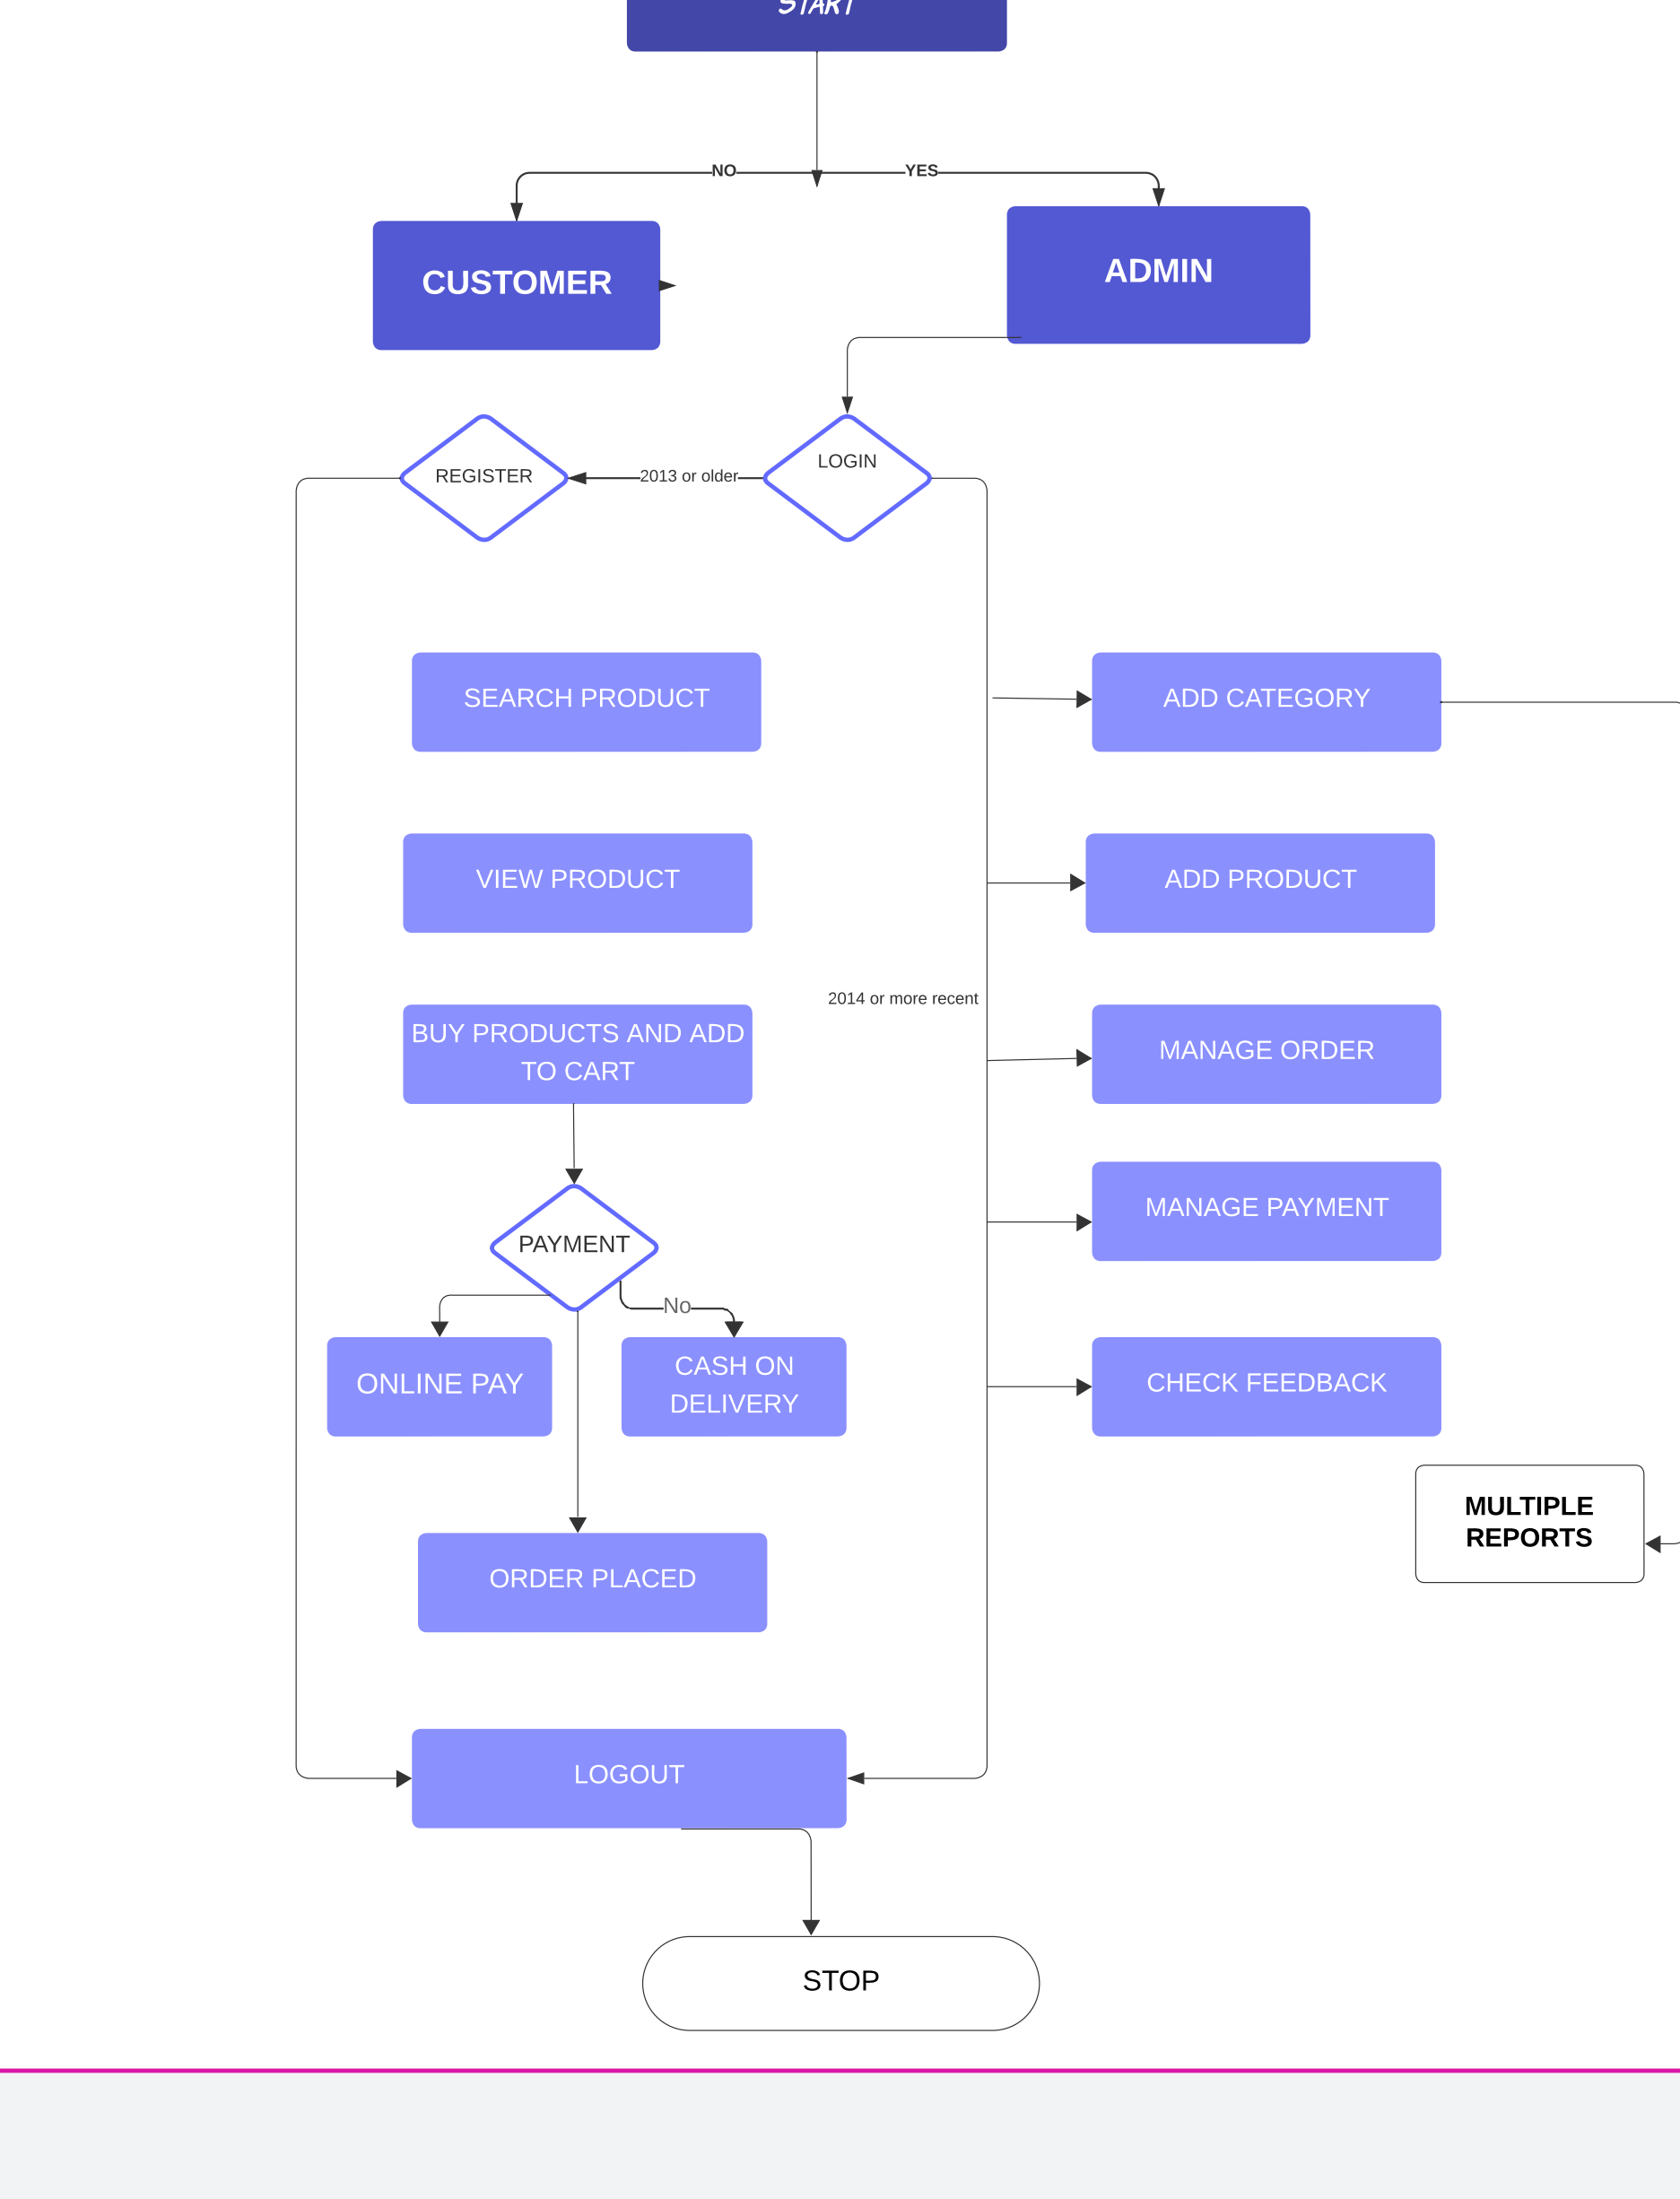 START
NO
YES
CUSTOMER
ADMIN
REGISTER
2013 or older
LOGIN
SEARCH PRODUCT
ADD CATEGORY
VIEW PRODUCT
ADD PRODUCT
2014 or more recent
BUY PRODUCTS AND ADD
TO CART
MANAGE ORDER
PAYMENT
MANAGE PAYMENT
No
ONLINE PAY
CASH ON
DELIVERY
CHECK FEEDBACK
MULTIPLE
REPORTS
ORDER PLACED
LOGOUT
STOP